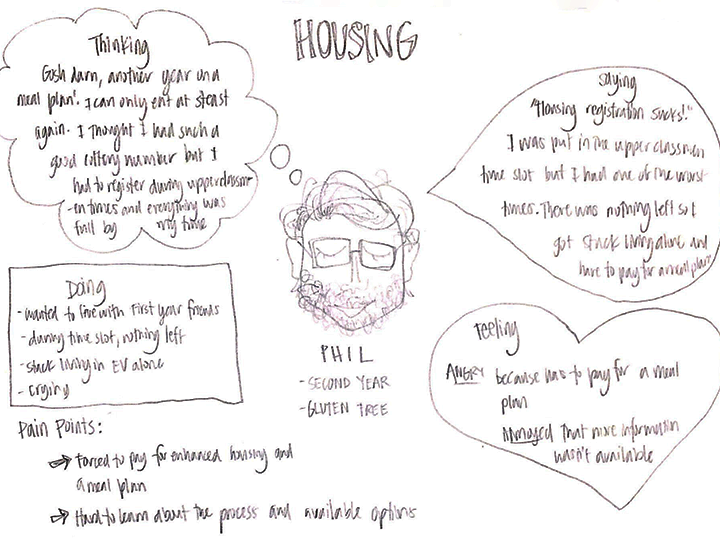 HOUSING
Thinking
Gosh darn, another year on a
meal plan! I can only eat at steast
again. I thought I had such a
good lottery number but I
had to register during upperclassm
-en times and everything was
full by my time
saying
"Housing registration sucks!"
I was put in the upperclassmen
time slot but I had one of the worst
times. There was nothing left so I
got stuck living alone and
have to pay for a meal plan"
Doing
- wanted to live with first year friends
- during time slot, nothing left
- stuck living in EV alone
- crying
PHIL
- SECOND YEAR
- GLUTEN TREE
Feeling
ANGRY because has to pay for a meal
plan
Annoyed that more information
wasn't available
Pain Points:
Forced to pay for enhanced housing and
a meal plan
Hard to learn about the process and available options